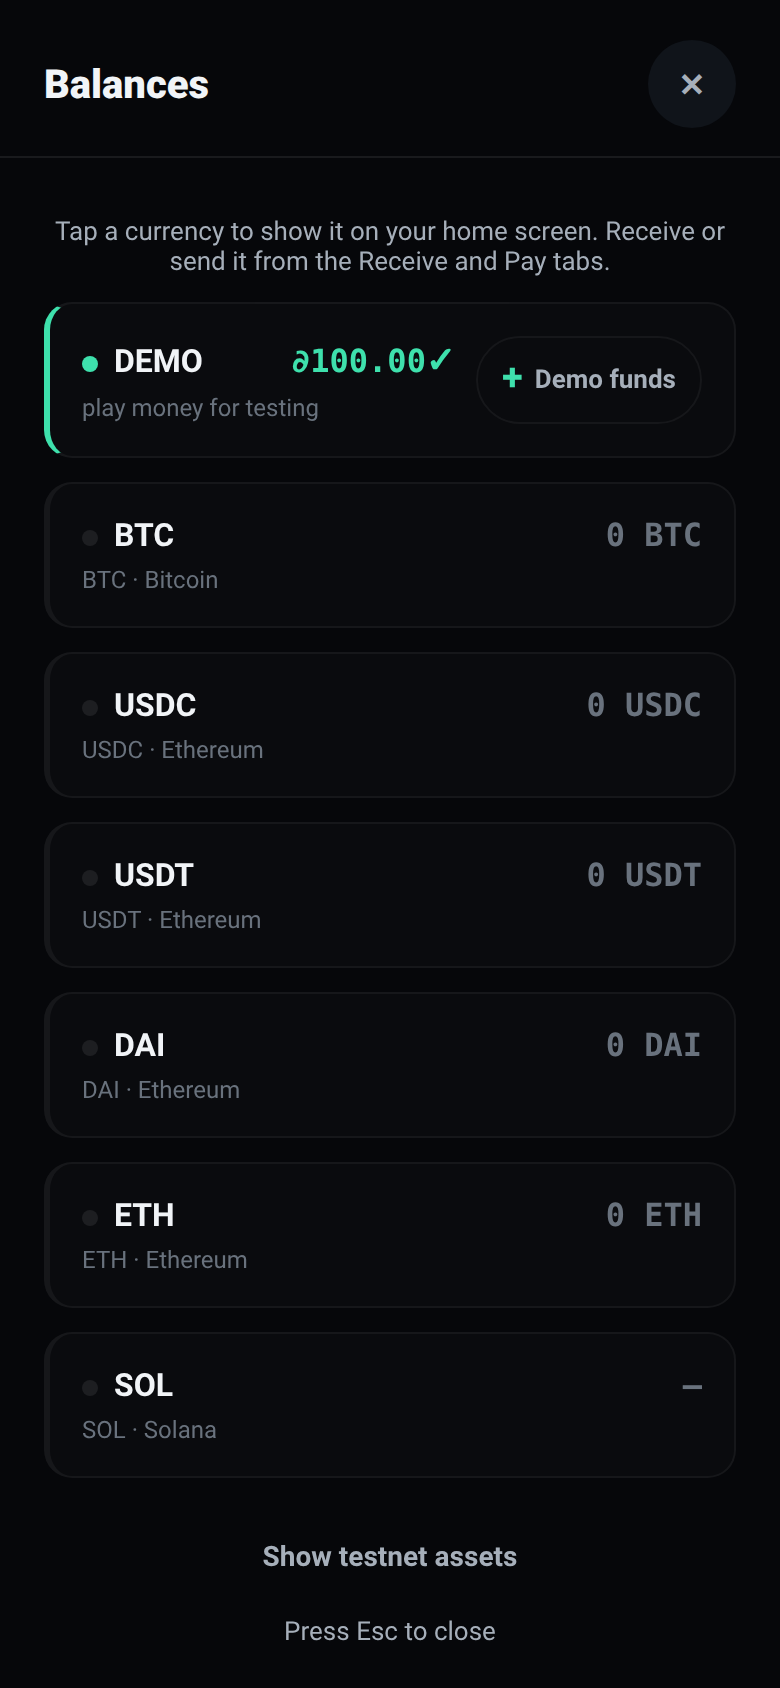 Balances
✕
Tap a currency to show it on your home screen. Receive or
send it from the Receive and Pay tabs.
DEMO ∂100.00✓ + Demo funds
play money for testing
BTC 0 BTC
BTC · Bitcoin
USDC 0 USDC
USDC · Ethereum
USDT 0 USDT
USDT · Ethereum
DAI 0 DAI
DAI · Ethereum
ETH 0 ETH
ETH · Ethereum
SOL —
SOL · Solana
Show testnet assets
Press Esc to close